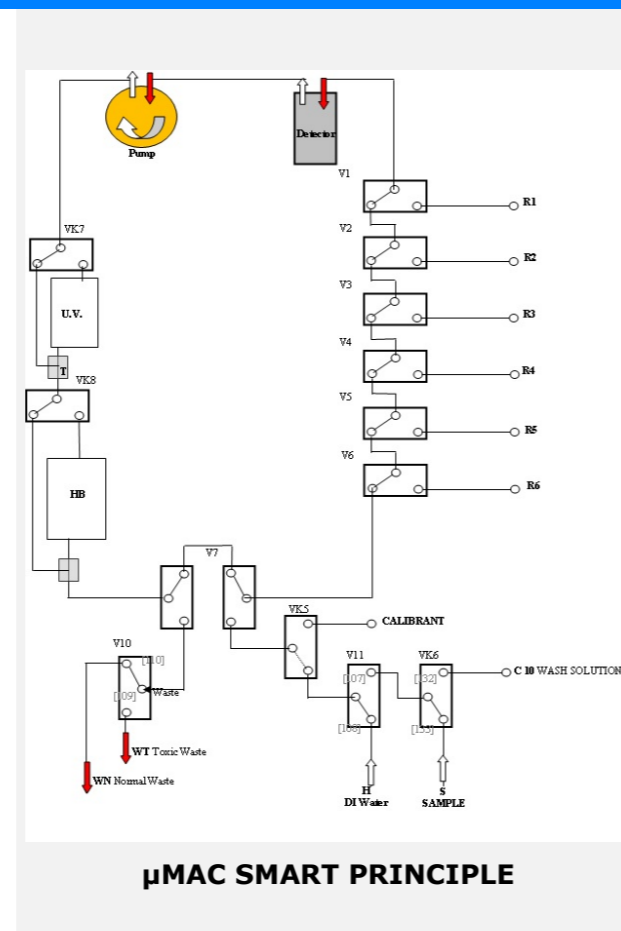 Pump
Detector
V1
R1
VK7
V2
R2
U.V.
V3
R3
T
V4
R4
VK8
V5
R5
V6
R6
HB
V7
VK5
CALIBRANT
V10
[110]
V11
VK6
[107]
[132]
C 10 WASH SOLUTION
[109]
Waste
[108]
[133]
WT Toxic Waste
WN Normal Waste
H
DI Water
S
SAMPLE
µMAC SMART PRINCIPLE